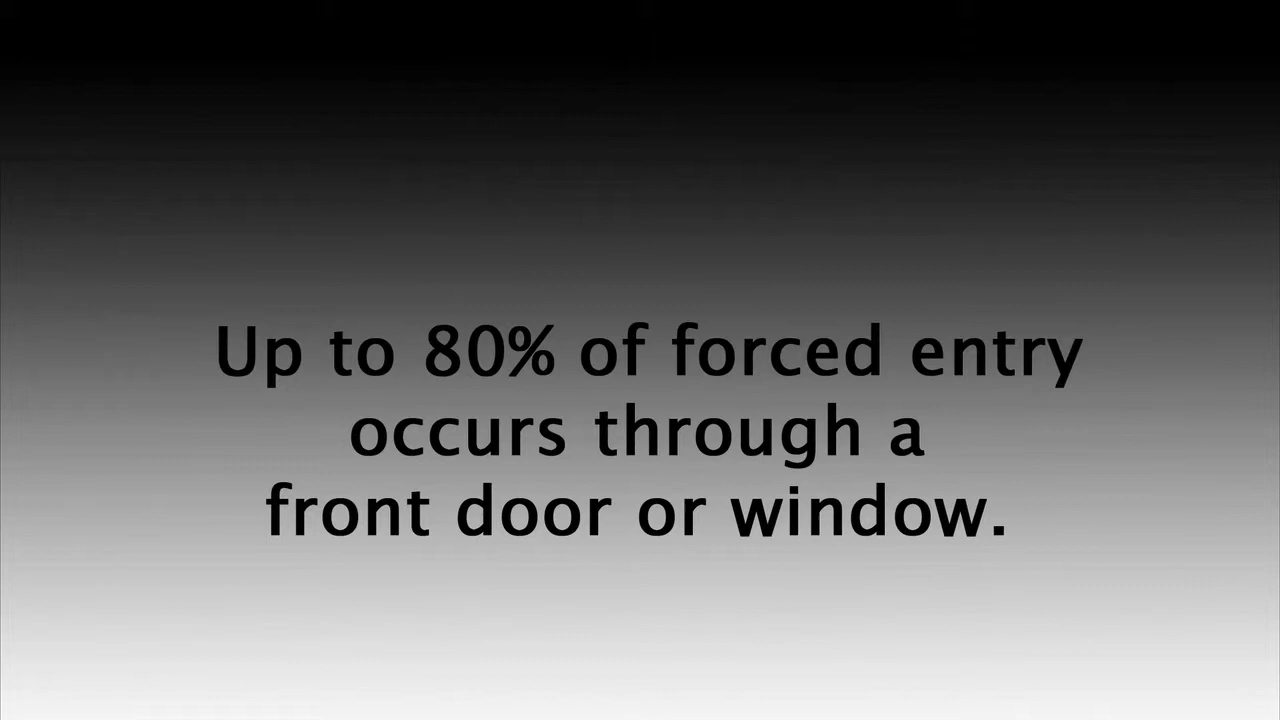 Up to 80% of forced entry
occurs through a
front door or window.